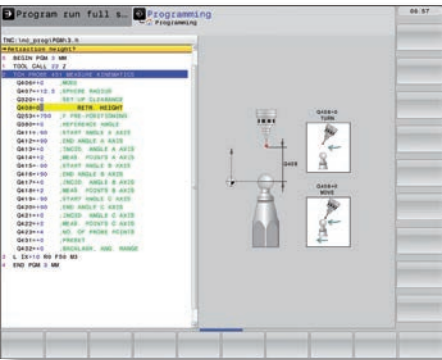 Program run full s...
Programming
Programming
08:57
TNC:\nc_prog\PGM\3.h
Retraction height?
0 BEGIN PGM 3 MM
1 TOOL CALL 22 Z
2 TCH PROBE 451 MEASURE KINEMATICS
Q406=+0 ;MODE
Q407=+12.5 ;SPHERE RADIUS
Q320=+0 ;SET-UP CLEARANCE
Q408=0 RETR. HEIGHT
Q253=+750 ;F PRE-POSITIONING
Q380=+0 ;REFERENCE ANGLE
Q411=-90 ;START ANGLE A AXIS
Q412=+90 ;END ANGLE A AXIS
Q413=+0 ;INCID. ANGLE A AXIS
Q414=+0 ;MEAS. POINTS A AXIS
Q415=-90 ;START ANGLE B AXIS
Q416=+90 ;END ANGLE B AXIS
Q417=+0 ;INCID. ANGLE B AXIS
Q418=+2 ;MEAS. POINTS B AXIS
Q419=-90 ;START ANGLE C AXIS
Q420=+90 ;END ANGLE C AXIS
Q421=+0 ;INCID. ANGLE C AXIS
Q422=+2 ;MEAS. POINTS C AXIS
Q423=+4 ;NO. OF PROBE POINTS
Q431=+0 ;PRESET
Q432=+0 ;BACKLASH, ANG. RANGE
3 L IX+10 R0 F50 M3
4 END PGM 3 MM
Q408=0
TURN
Q408
Q408>0
MOVE